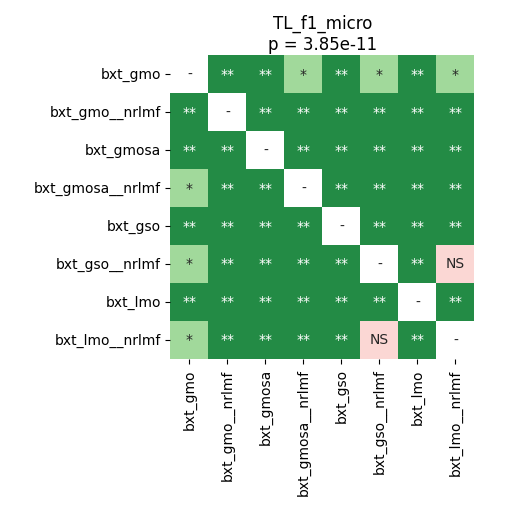 TL_f1_micro
p = 3.85e-11
bxt_gmo - ** ** * ** * ** *
bxt_gmo__nrlmf ** - ** ** ** ** ** **
bxt_gmosa ** ** - ** ** ** ** **
bxt_gmosa__nrlmf * ** ** - ** ** ** **
bxt_gso ** ** ** ** - ** ** **
bxt_gso__nrlmf * ** ** ** ** - ** NS
bxt_lmo ** ** ** ** ** ** - **
bxt_lmo__nrlmf * ** ** ** ** NS ** -
bxt_gmo
bxt_gmo__nrlmf
bxt_gmosa
bxt_gmosa__nrlmf
bxt_gso
bxt_gso__nrlmf
bxt_lmo
bxt_lmo__nrlmf